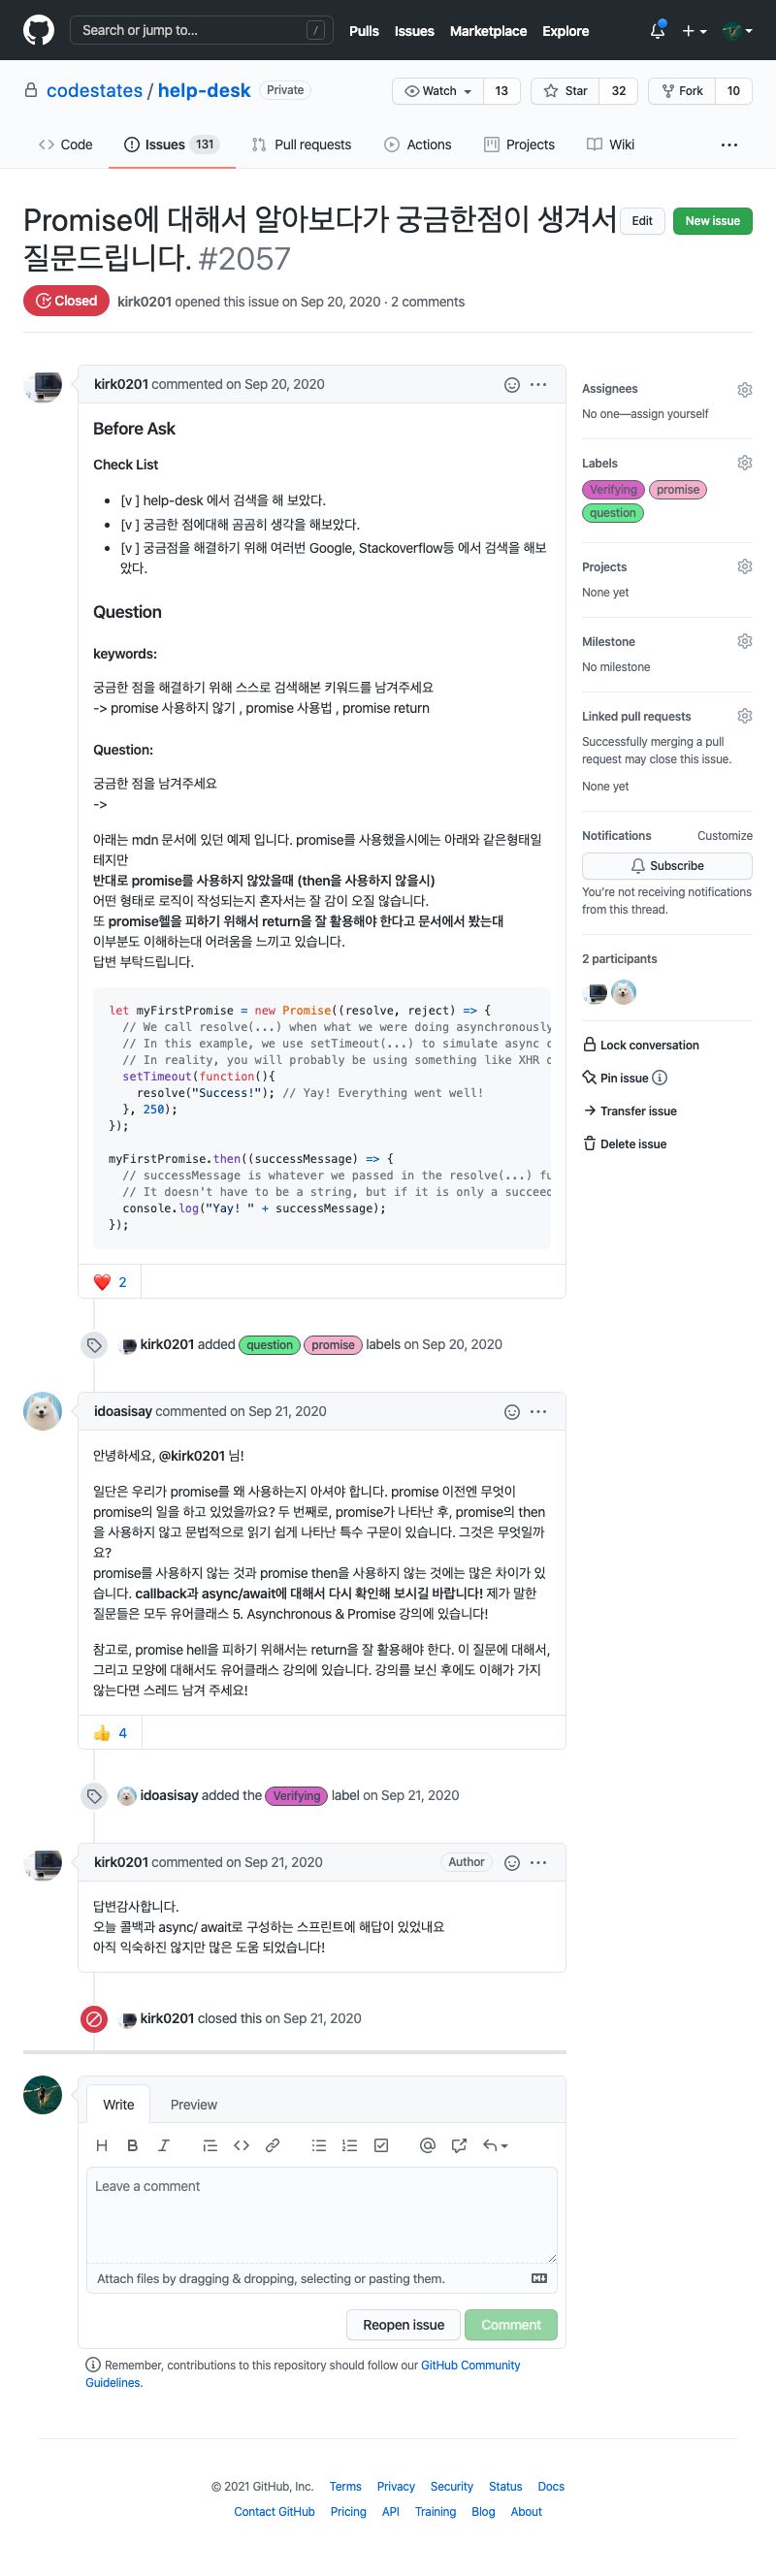 Search or jump to...
/
Pulls Issues Marketplace Explore
codestates / help-desk Private
Watch 13 Star 32 Fork 10
Code Issues 131 Pull requests Actions Projects Wiki
Promise에 대해서 알아보다가 궁금한점이 생겨서
질문드립니다. #2057
Edit New issue
Closed kirk0201 opened this issue on Sep 20, 2020 · 2 comments
kirk0201 commented on Sep 20, 2020
Before Ask
Check List
[v ] help-desk 에서 검색을 해 보았다.
[v ] 궁금한 점에대해 곰곰히 생각을 해보았다.
[v ] 궁금점을 해결하기 위해 여러번 Google, Stackoverflow등 에서 검색을 해보
았다.
Question
keywords:
궁금한 점을 해결하기 위해 스스로 검색해본 키워드를 남겨주세요
-> promise 사용하지 않기 , promise 사용법 , promise return
Question:
궁금한 점을 남겨주세요
->
아래는 mdn 문서에 있던 예제 입니다. promise를 사용했을시에는 아래와 같은형태일
테지만
반대로 promise를 사용하지 않았을때 (then을 사용하지 않을시)
어떤 형태로 로직이 작성되는지 혼자서는 잘 감이 오질 않습니다.
또 promise헬을 피하기 위해서 return을 잘 활용해야 한다고 문서에서 봤는데
이부분도 이해하는데 어려움을 느끼고 있습니다.
답변 부탁드립니다.
let myFirstPromise = new Promise((resolve, reject) => {
// We call resolve(...) when what we were doing asynchronously
// In this example, we use setTimeout(...) to simulate async c
// In reality, you will probably be using something like XHR o
setTimeout(function(){
resolve("Success!"); // Yay! Everything went well!
}, 250);
});
myFirstPromise.then((successMessage) => {
// successMessage is whatever we passed in the resolve(...) fu
// It doesn't have to be a string, but if it is only a succeed
console.log("Yay! " + successMessage);
});
2
Assignees
No one—assign yourself
Labels
Verifying promise
question
Projects
None yet
Milestone
No milestone
Linked pull requests
Successfully merging a pull
request may close this issue.
None yet
Notifications Customize
Subscribe
You're not receiving notifications
from this thread.
2 participants
Lock conversation
Pin issue
Transfer issue
Delete issue
kirk0201 added question promise labels on Sep 20, 2020
idoasisay commented on Sep 21, 2020
안녕하세요, @kirk0201 님!
일단은 우리가 promise를 왜 사용하는지 아셔야 합니다. promise 이전엔 무엇이
promise의 일을 하고 있었을까요? 두 번째로, promise가 나타난 후, promise의 then
을 사용하지 않고 문법적으로 읽기 쉽게 나타난 특수 구문이 있습니다. 그것은 무엇일까
요?
promise를 사용하지 않는 것과 promise then을 사용하지 않는 것에는 많은 차이가 있
습니다. callback과 async/await에 대해서 다시 확인해 보시길 바랍니다! 제가 말한
질문들은 모두 유어클래스 5. Asynchronous & Promise 강의에 있습니다!
참고로, promise hell을 피하기 위해서는 return을 잘 활용해야 한다. 이 질문에 대해서,
그리고 모양에 대해서도 유어클래스 강의에 있습니다. 강의를 보신 후에도 이해가 가지
않는다면 스레드 남겨 주세요!
4
idoasisay added the Verifying label on Sep 21, 2020
kirk0201 commented on Sep 21, 2020 Author
답변감사합니다.
오늘 콜백과 async/ await로 구성하는 스프린트에 해답이 있었내요
아직 익숙하진 않지만 많은 도움 되었습니다!
kirk0201 closed this on Sep 21, 2020
Write Preview
H B I
Leave a comment
Attach files by dragging & dropping, selecting or pasting them.
Reopen issue Comment
Remember, contributions to this repository should follow our GitHub Community
Guidelines.
© 2021 GitHub, Inc. Terms Privacy Security Status Docs
Contact GitHub Pricing API Training Blog About